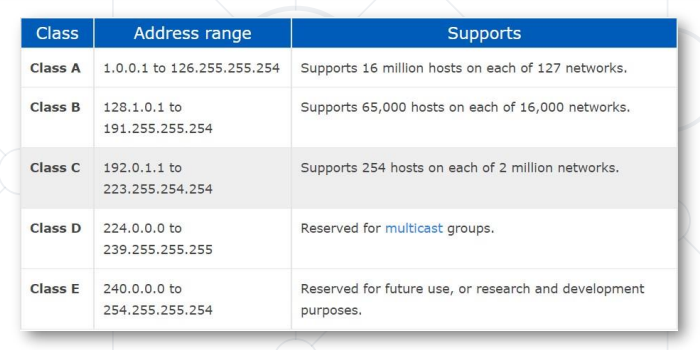 Class Address range Supports
Class A 1.0.0.1 to 126.255.255.254 Supports 16 million hosts on each of 127 networks.
Class B 128.1.0.1 to Supports 65,000 hosts on each of 16,000 networks.
191.255.255.254
Class C 192.0.1.1 to Supports 254 hosts on each of 2 million networks.
223.255.254.254
Class D 224.0.0.0 to Reserved for multicast groups.
239.255.255.255
Class E 240.0.0.0 to Reserved for future use, or research and development
254.255.255.254 purposes.